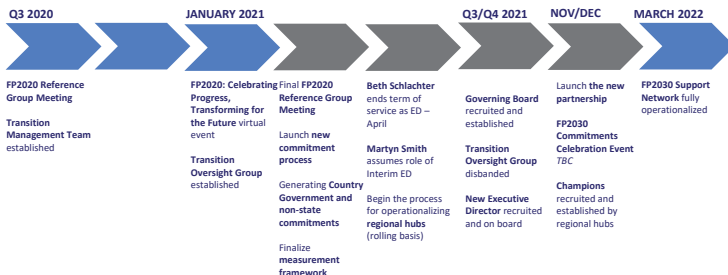 Q3 2020
JANUARY 2021
Q3/Q4 2021
NOV/DEC
MARCH 2022
FP2020 Reference
Group Meeting
Transition
Management Team
established
FP2020: Celebrating
Progress,
Transforming for
the Future virtual
event
Transition
Oversight Group
established
Final FP2020
Reference Group
Meeting
Launch new
commitment
process
Generating Country
Government and
non-state
commitments
Finalize
measurement
framework
Beth Schlachter
ends term of
service as ED –
April
Martyn Smith
assumes role of
Interim ED
Begin the process
for operationalizing
regional hubs
(rolling basis)
Governing Board
recruited and
established
Transition
Oversight Group
disbanded
New Executive
Director recruited
and on board
Launch the new
partnership
FP2030
Commitments
Celebration Event
TBC
Champions
recruited and
established by
regional hubs
FP2030 Support
Network fully
operationalized